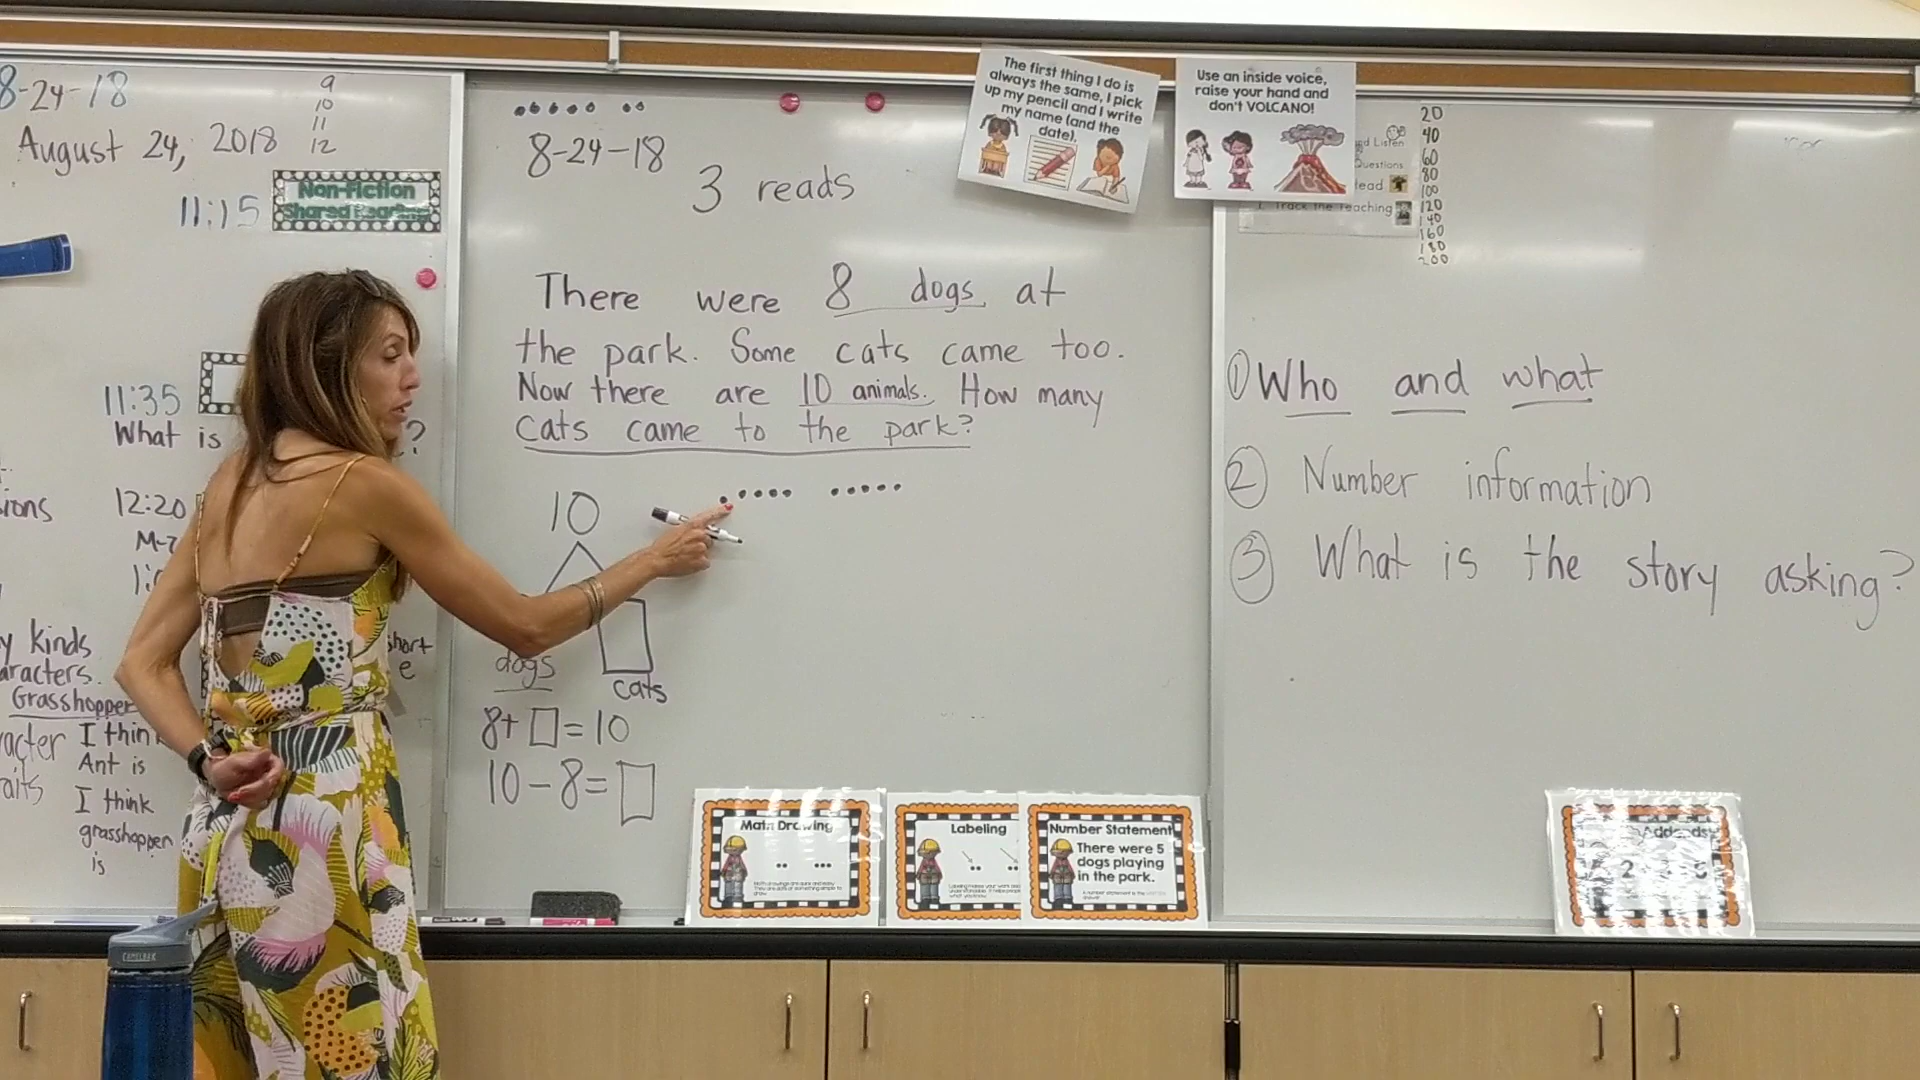 8-24-18
August 24, 2018
9
10
11
12
11:15
Non-Fiction
Shared Reading
11:35
What is
?
12:20
ions
y kinds
aracters.
Grasshopper
acter I think
aits
Ant is
I think
grasshopper
is
hort
e
8-24-18
3 reads
There were 8 dogs at
the park. Some cats came too.
Now there are 10 animals. How many
cats came to the park?
10
dogs
cats
8+□=10
10-8=□
The first thing I do is
always the same, I pick
up my pencil and I write
my name (and the
date).
Use an inside voice,
raise your hand and
don't VOLCANO!
nd Listen
Questions
ead
1. Track the Teaching
20
40
60
80
100
120
140
160
180
200
① Who and what
② Number information
③ What is the story asking?
Math Drawing
Labeling
Number Statement
There were 5
dogs playing
in the park.
Addends
CAMELBAK